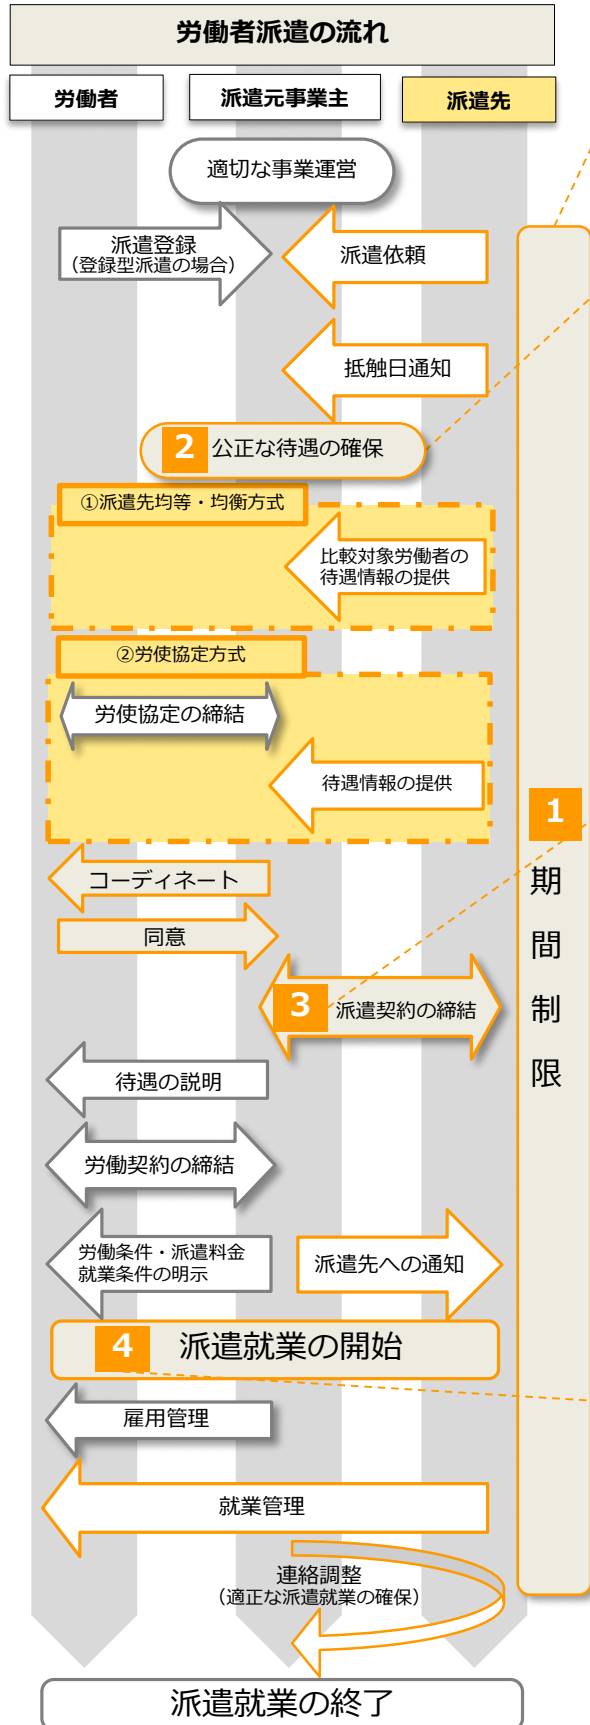 労働者派遣の流れ
労働者
派遣元事業主
派遣先
適切な事業運営
派遣登録
(登録型派遣の場合)
派遣依頼
抵触日通知
2 公正な待遇の確保
①派遣先均等・均衡方式
比較対象労働者の
待遇情報の提供
②労使協定方式
労使協定の締結
待遇情報の提供
1
期
間
制
限
コーディネート
同意
3 派遣契約の締結
待遇の説明
労働契約の締結
労働条件・派遣料金
就業条件の明示
派遣先への通知
4 派遣就業の開始
雇用管理
就業管理
連絡調整
(適正な派遣就業の確保)
派遣就業の終了